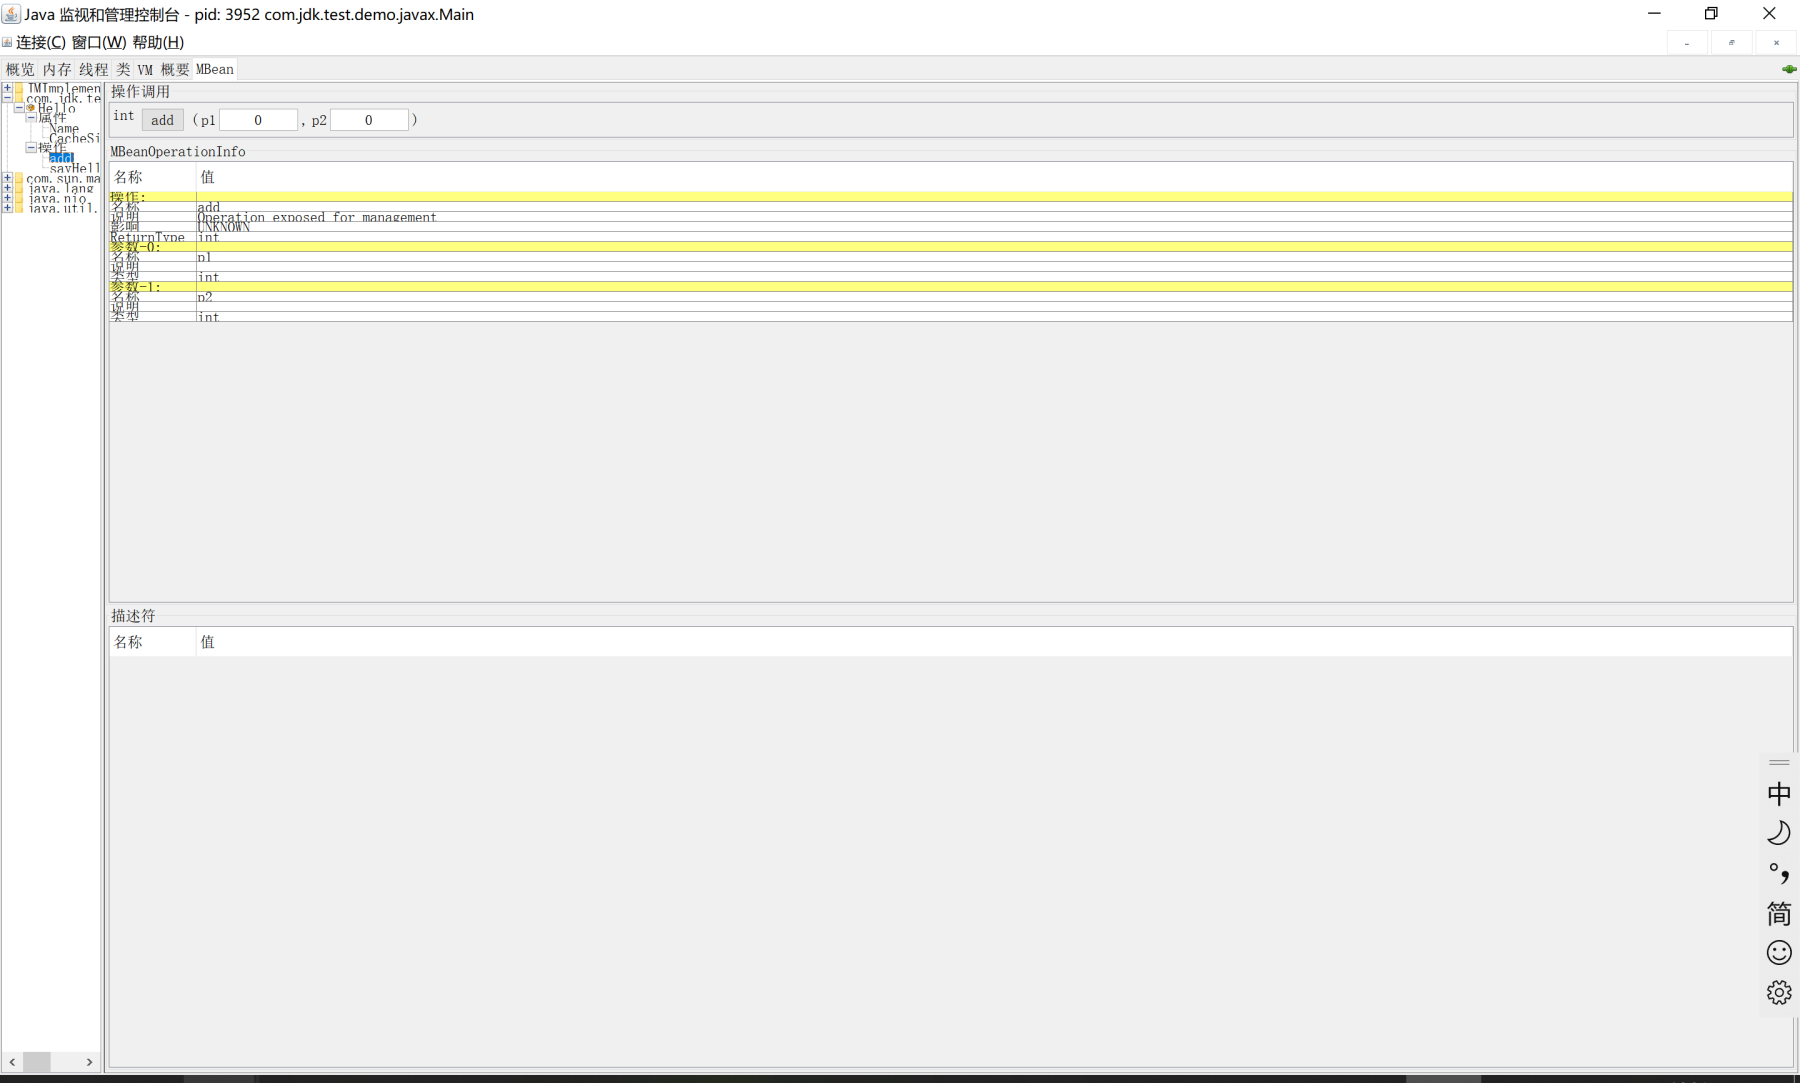 Java 监视和管理控制台 - pid: 3952 com.jdk.test.demo.javax.Main
连接(C) 窗口(W) 帮助(H)
概览 内存 线程 类 VM 概要 MBean
JMImplemen
com.jdk.te
Hello
属性
Name
CacheSi
操作
add
sayHell
com.sun.ma
java.lang
java.nio
java.util.
操作调用
int add ( p1 0 , p2 0 )
MBeanOperationInfo
名称 值
操作:
名称 add
说明 Operation exposed for management
影响 UNKNOWN
ReturnType int
参数-0:
名称 p1
说明
类型 int
参数-1:
名称 p2
说明
类型 int
描述符
名称 值
中
°,
简